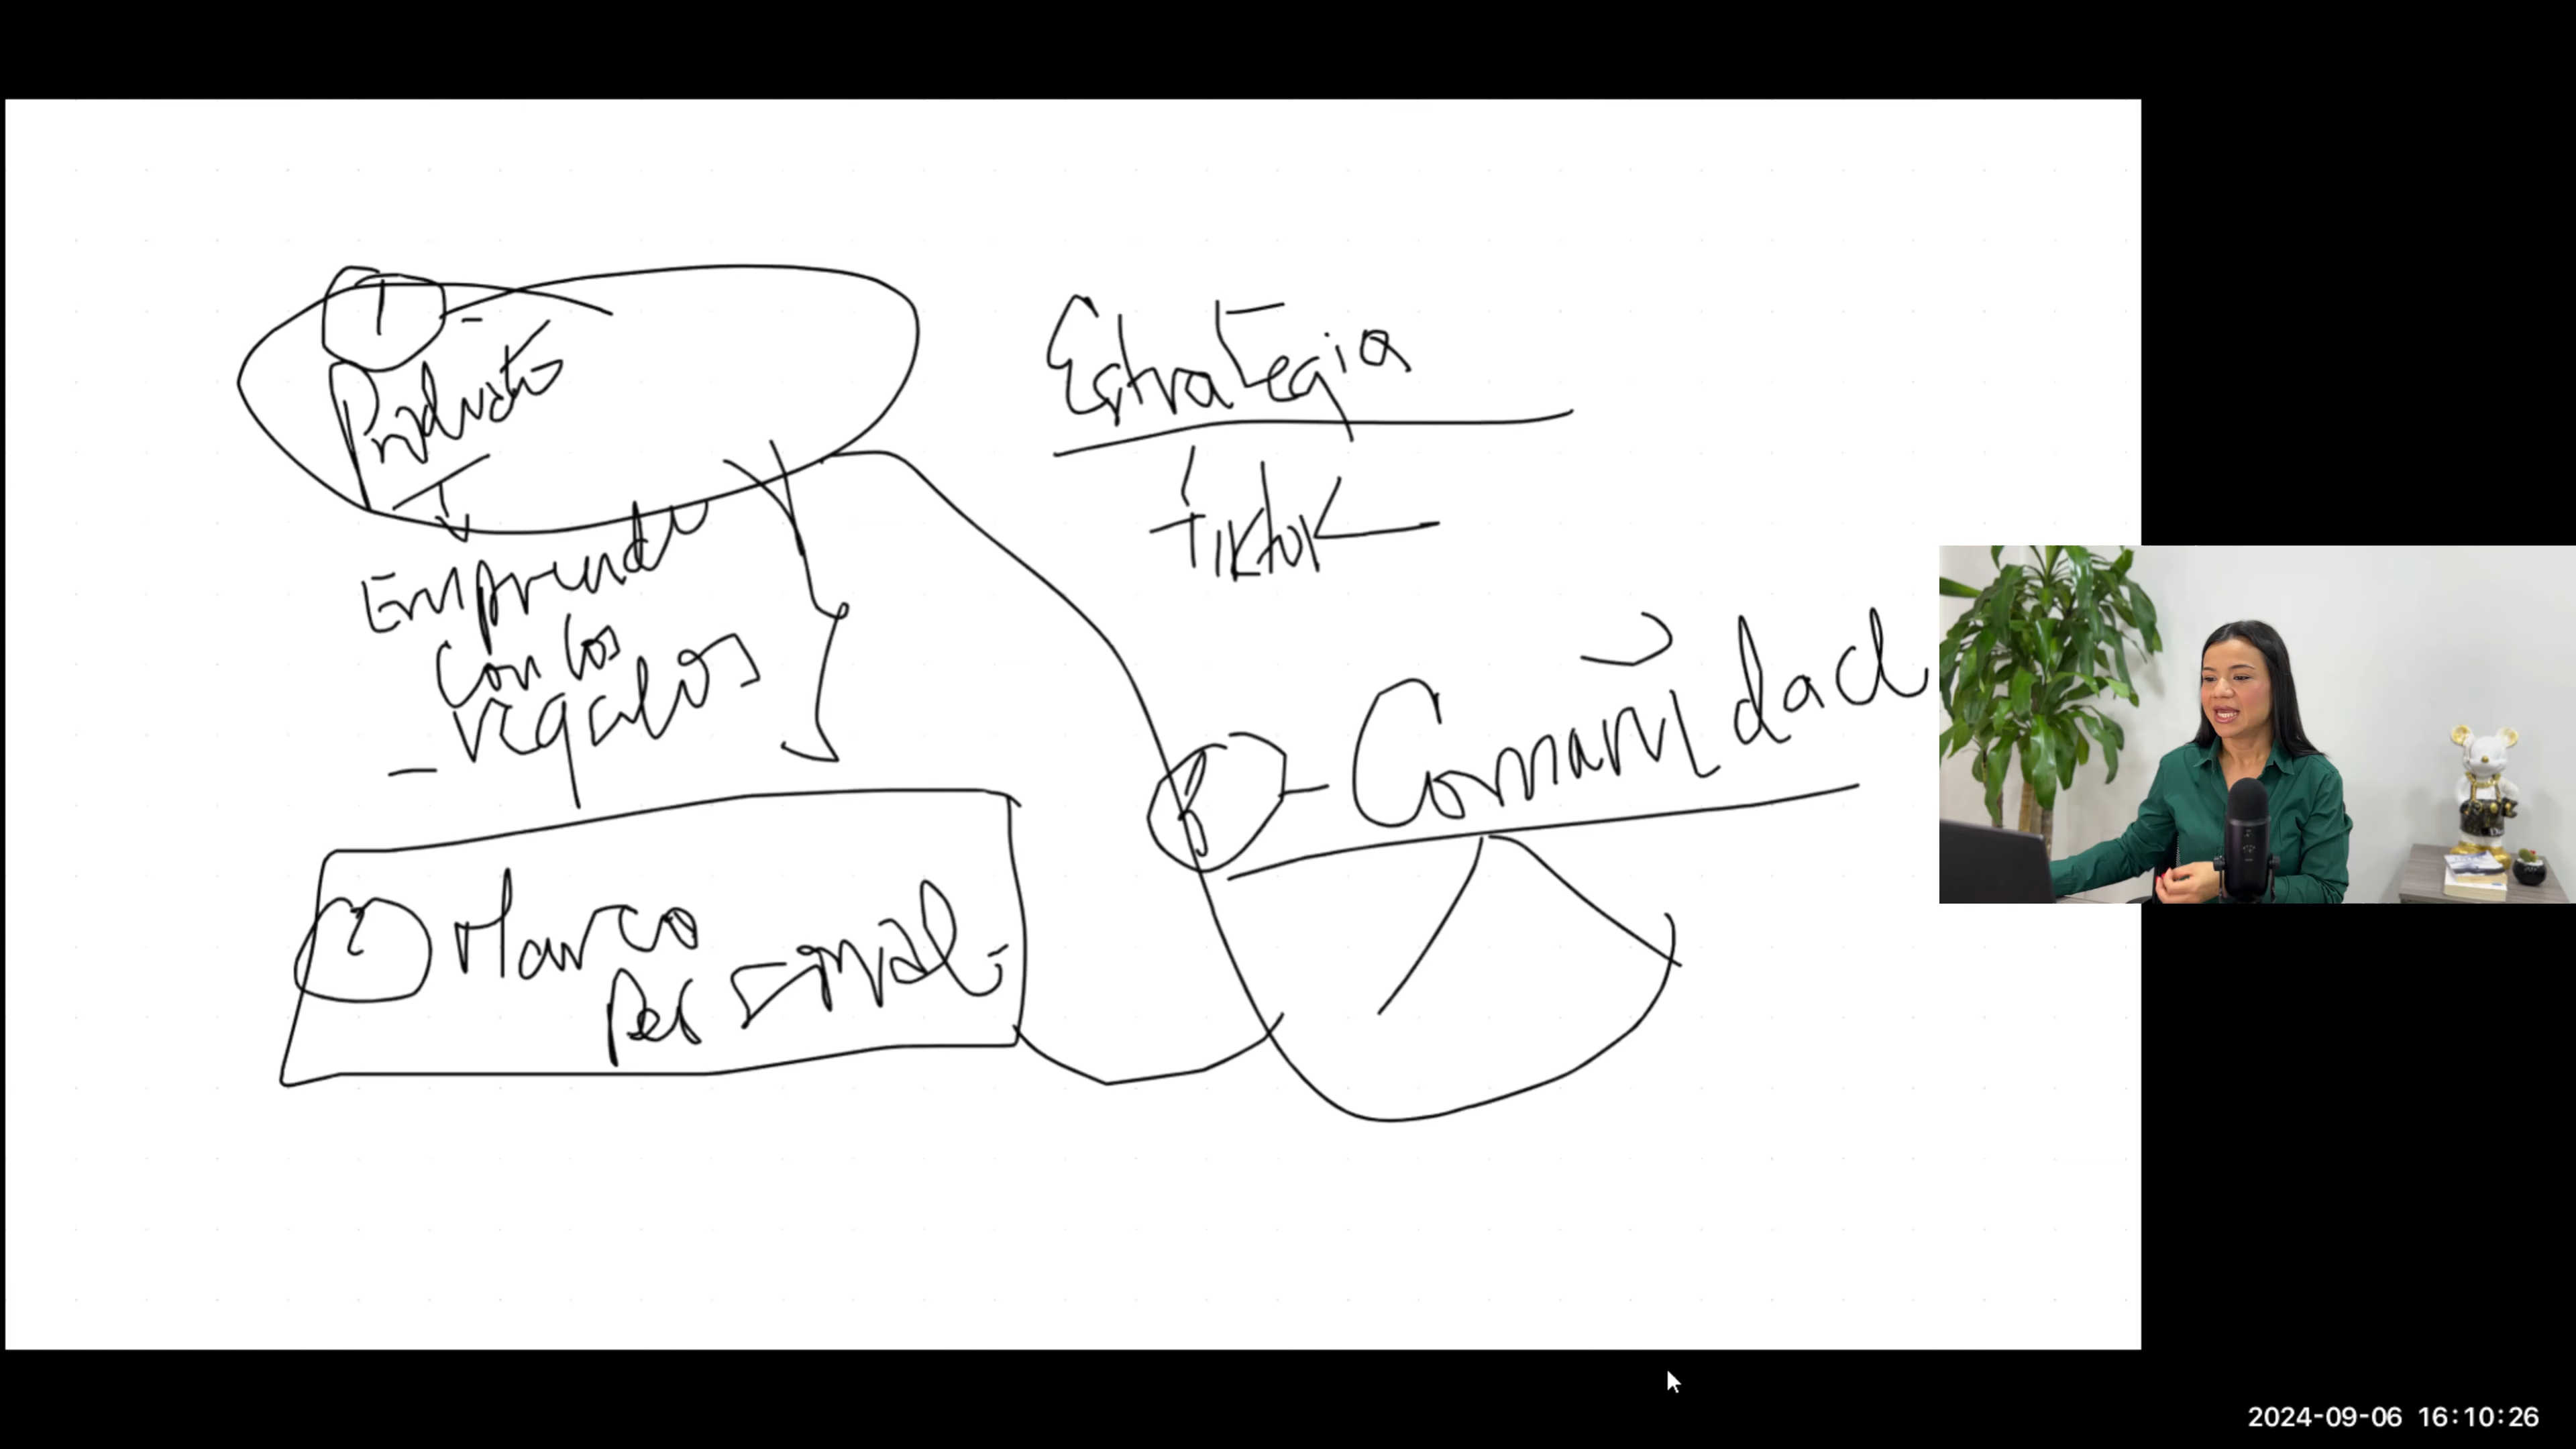 1 -
Producto
Emprende
con los
regalos
2 Marca
Personal
Estrategia
Tiktok
3 - Comunidad
2024-09-06 16:10:26